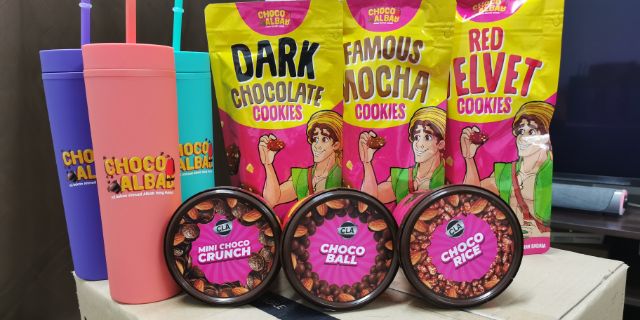 CHOCO
ALBAB
CHOCO
ALBAB
DARK
CHOCOLATE
COOKIES
CHOCO
ALBAB
FAMOUS
MOCHA
COOKIES
CHOCO
ALBAB
RED
VELVET
COOKIES
CHOCO
ALBAB
CHOCO
ALBAB
CLA
MINI CHOCO
CRUNCH
CLA
CHOCO
BALL
CLA
CHOCO
RICE